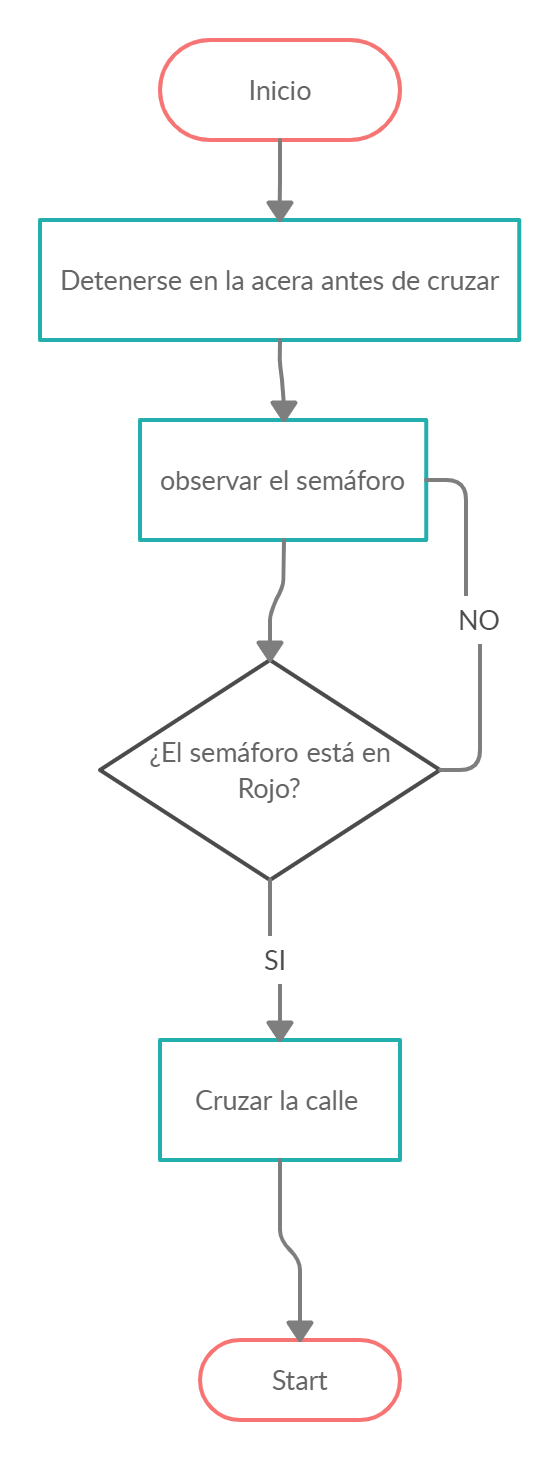 Inicio
Detenerse en la acera antes de cruzar
observar el semáforo
NO
¿El semáforo está en
Rojo?
SI
Cruzar la calle
Start